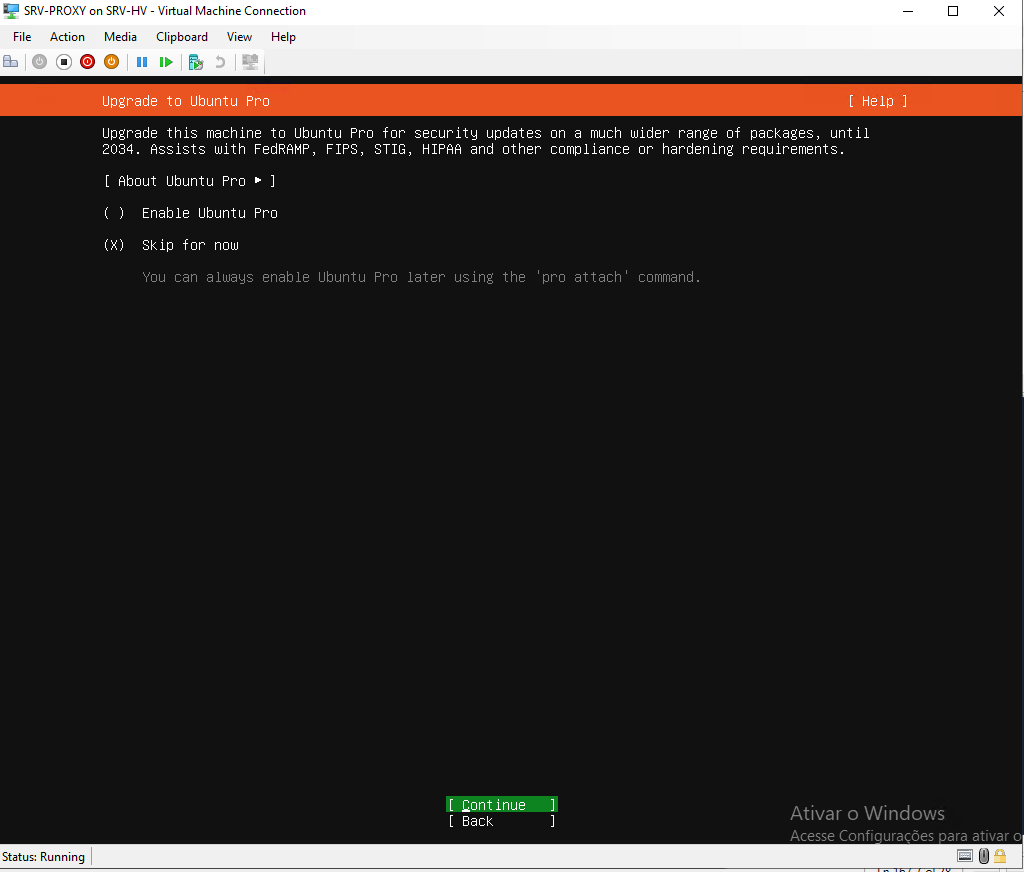 SRV-PROXY on SRV-HV - Virtual Machine Connection
File Action Media Clipboard View Help
Upgrade to Ubuntu Pro [ Help ]
Upgrade this machine to Ubuntu Pro for security updates on a much wider range of packages, until
2034. Assists with FedRAMP, FIPS, STIG, HIPAA and other compliance or hardening requirements.
[ About Ubuntu Pro ▸ ]
( ) Enable Ubuntu Pro
(X) Skip for now
You can always enable Ubuntu Pro later using the 'pro attach' command.
[ Continue ]
[ Back ]
Ativar o Windows
Acesse Configurações para ativar o
Status: Running